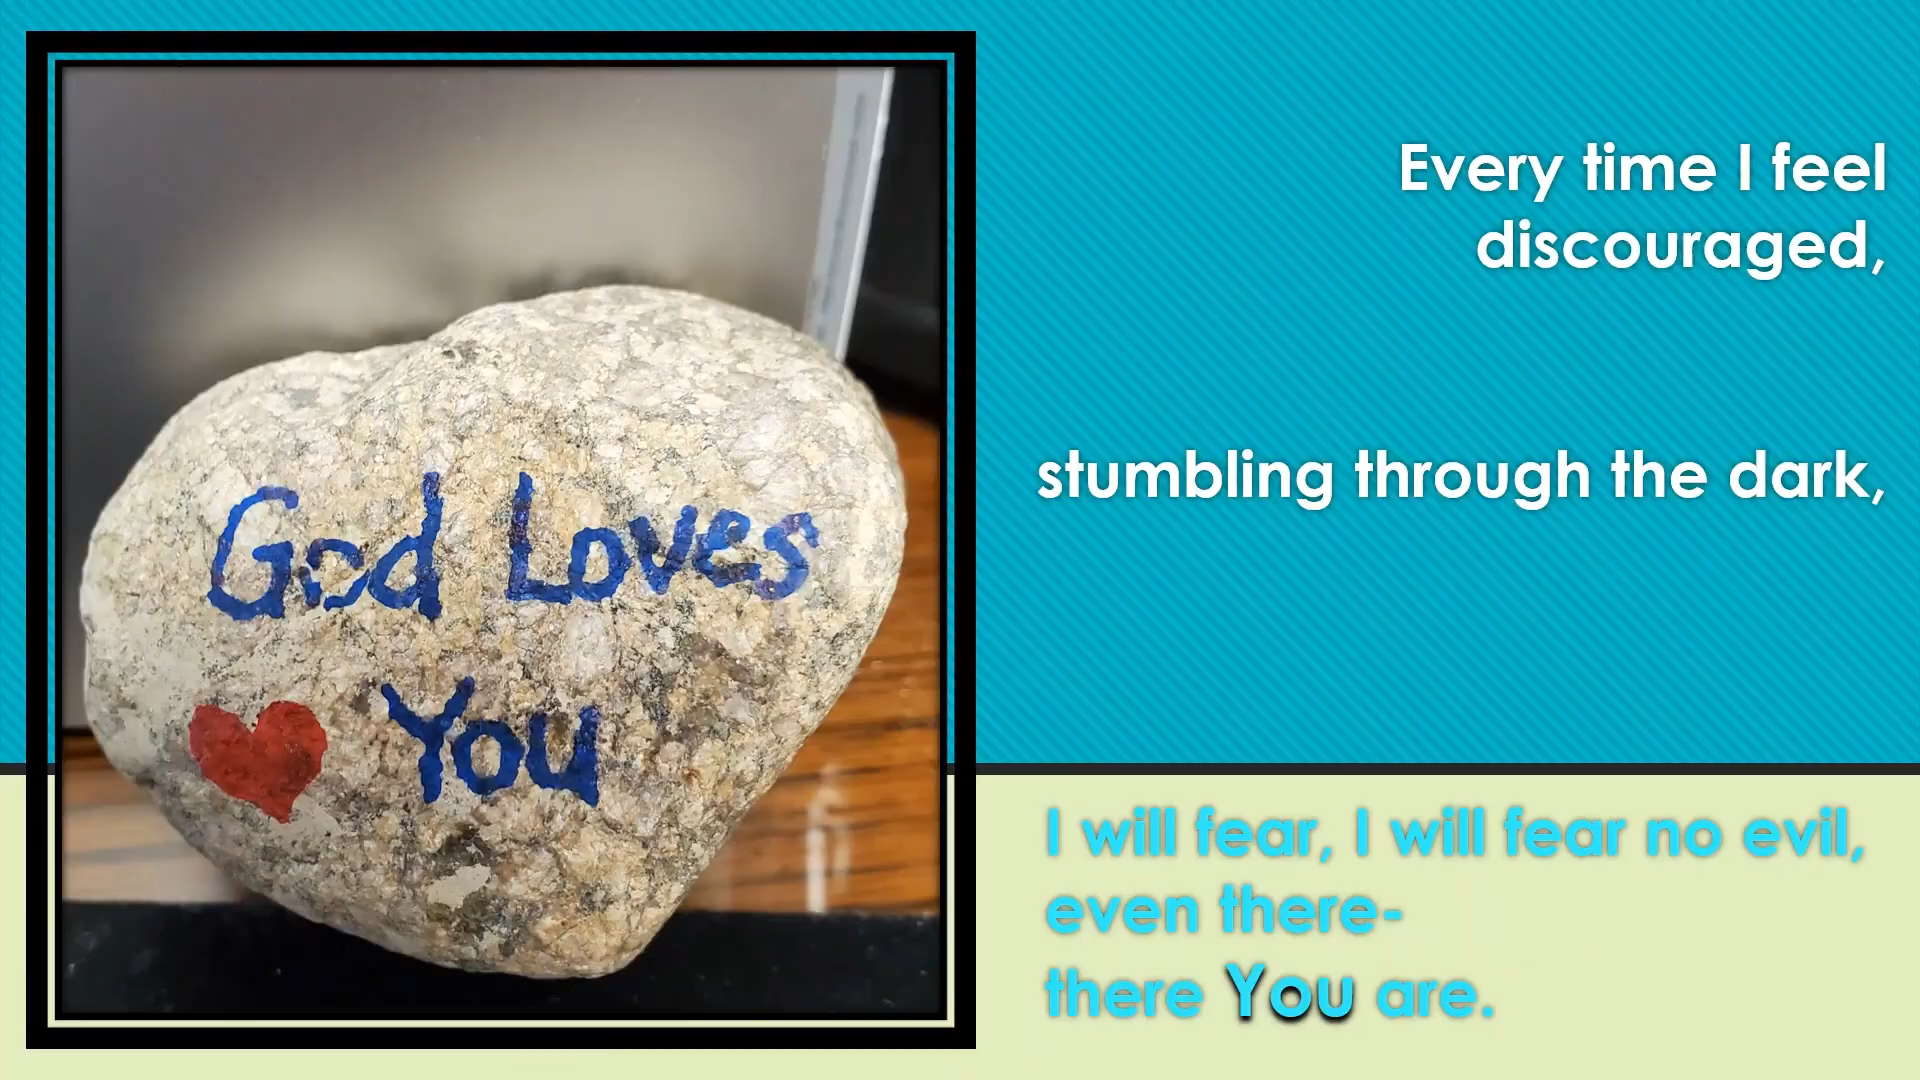 God Loves
You
Every time I feel
discouraged,
stumbling through the dark,
I will fear, I will fear no evil,
even there-
there You are.